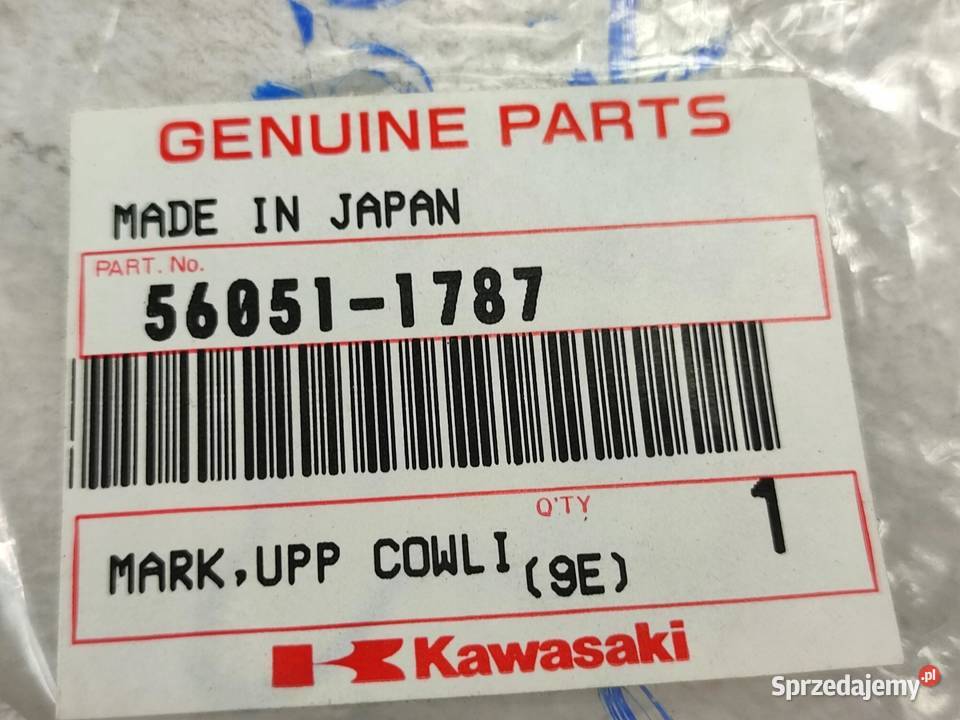 GENUINE PARTS
MADE IN JAPAN
PART. No.
56051-1787
Q'TY
1
MARK,UPP COWLI (9E)
Kawasaki
Sprzedajemy.pl